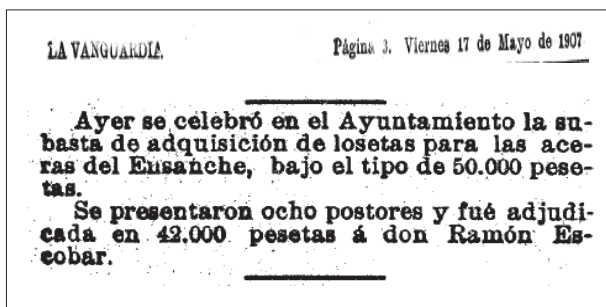 LA VANGUARDIA.
Página 3. Viernes 17 de Mayo de 1907
Ayer se celebró en el Ayuntamiento la su-
basta de adquisición de losetas para las ace-
ras del Ensanche, bajo el tipo de 50.000 pese-
tas.
Se presentaron ocho postores y fué adjudi-
cada en 42.000 pesetas á don Ramón Es-
cobar.